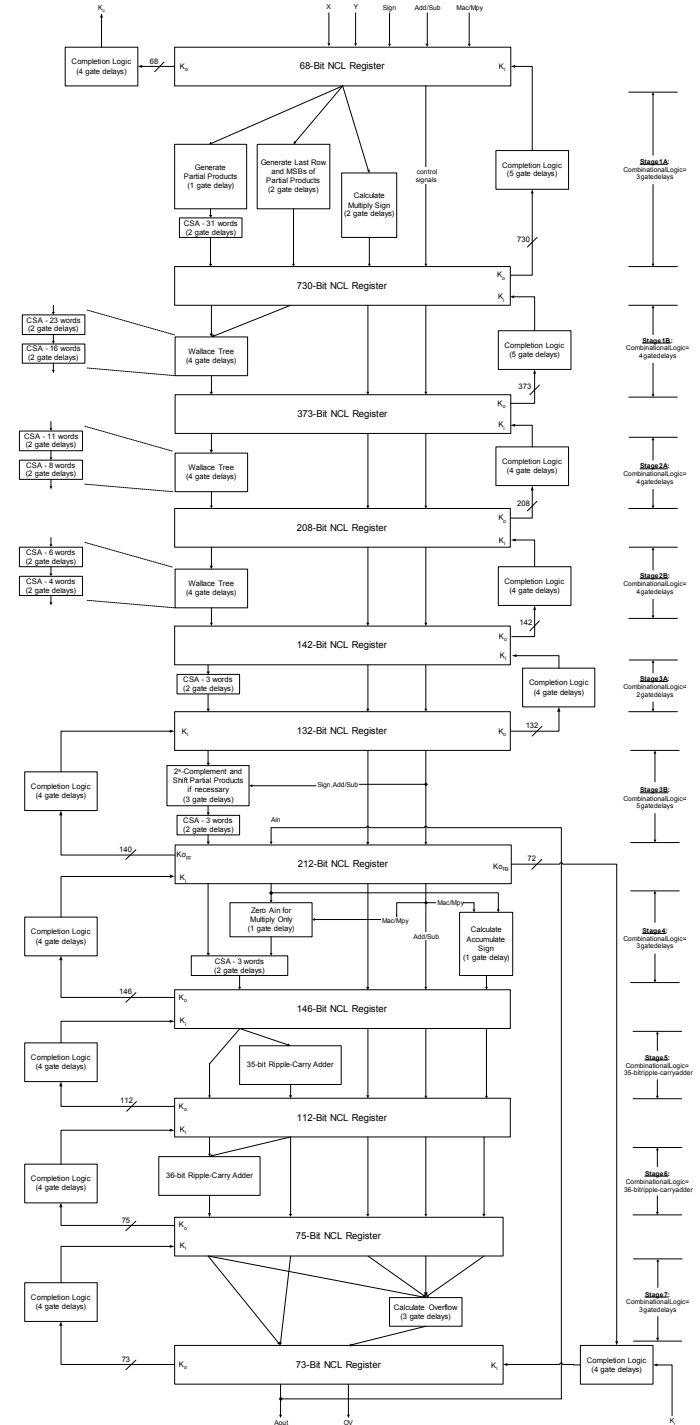 K₀
X
Y
Sign
Add/Sub
Mac/Mpy
Completion Logic
(4 gate delays)
68
Ko
68-Bit NCL Register
Ki
Generate
Partial Products
(1 gate delay)
Generate Last Row
and MSBs of
Partial Products
(2 gate delays)
Calculate
Multiply Sign
(2 gate delays)
control
signals
Completion Logic
(5 gate delays)
Stage1A:
CombinationalLogic=
3gatedelays
CSA - 31 words
(2 gate delays)
730
730-Bit NCL Register
Ko
Ki
CSA - 23 words
(2 gate delays)
CSA - 16 words
(2 gate delays)
Wallace Tree
(4 gate delays)
Completion Logic
(5 gate delays)
Stage1B:
CombinationalLogic=
4gatedelays
373
373-Bit NCL Register
Ko
Ki
CSA - 11 words
(2 gate delays)
CSA - 8 words
(2 gate delays)
Wallace Tree
(4 gate delays)
Completion Logic
(4 gate delays)
Stage2A:
CombinationalLogic=
4gatedelays
208
208-Bit NCL Register
Ko
Ki
CSA - 6 words
(2 gate delays)
CSA - 4 words
(2 gate delays)
Wallace Tree
(4 gate delays)
Completion Logic
(4 gate delays)
Stage2B:
CombinationalLogic=
4gatedelays
142
142-Bit NCL Register
Ko
Ki
CSA - 3 words
(2 gate delays)
Completion Logic
(4 gate delays)
Stage3A:
CombinationalLogic=
2gatedelays
132
Ki
132-Bit NCL Register
Ko
Completion Logic
(4 gate delays)
2s-Complement and
Shift Partial Products
if necessary
(3 gate delays)
Sign,Add/Sub
Stage3B:
CombinationalLogic=
5gatedelays
CSA - 3 words
(2 gate delays)
Ain
140
KoRF
212-Bit NCL Register
KoFB
72
Ki
Completion Logic
(4 gate delays)
Zero Ain for
Multiply Only
(1 gate delay)
Mac/Mpy
Mac/Mpy
Add/Sub
Calculate
Accumulate
Sign
(1 gate delay)
Stage4:
CombinationalLogic=
3gatedelays
CSA - 3 words
(2 gate delays)
146
Ko
146-Bit NCL Register
Ki
Completion Logic
(4 gate delays)
35-bit Ripple-Carry Adder
Stage5:
CombinationalLogic=
35-bitripple-carryadder
112
Ko
112-Bit NCL Register
Ki
Completion Logic
(4 gate delays)
36-bit Ripple-Carry Adder
Stage6:
CombinationalLogic=
36-bitripple-carryadder
75
Ko
75-Bit NCL Register
Ki
Completion Logic
(4 gate delays)
Calculate Overflow
(3 gate delays)
Stage7:
CombinationalLogic=
3gatedelays
73
Ko
73-Bit NCL Register
Ki
Completion Logic
(4 gate delays)
Aout
OV
Ki